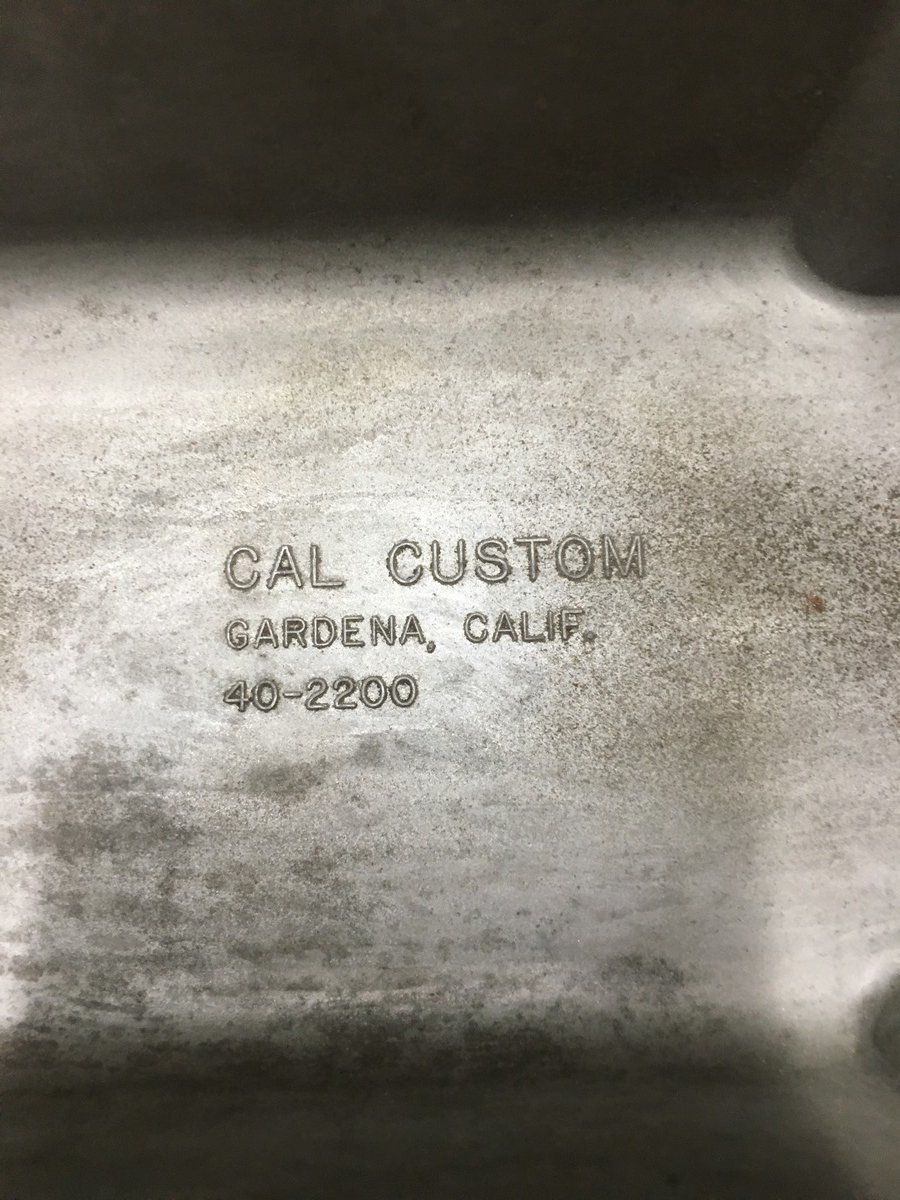 CAL CUSTOM
GARDENA, CALIF.
40-2200